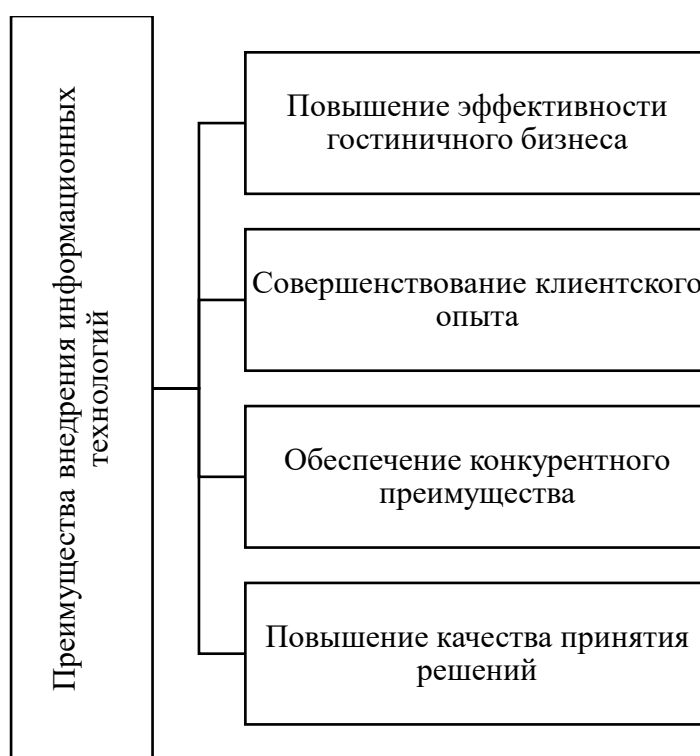 Преимущества внедрения информационных
технологий
Повышение эффективности
гостиничного бизнеса
Совершенствование клиентского
опыта
Обеспечение конкурентного
преимущества
Повышение качества принятия
решений